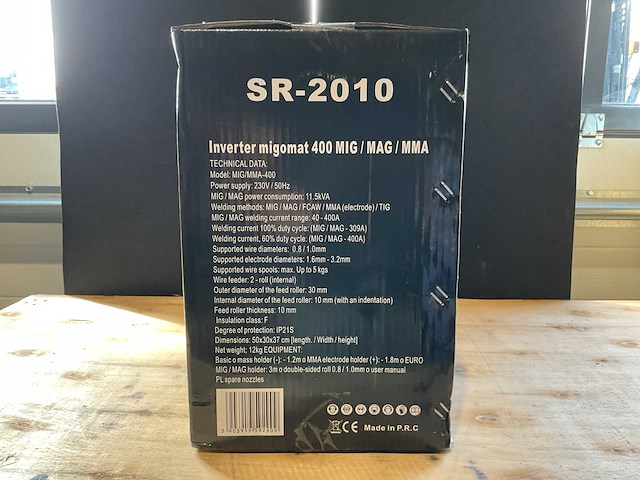 SR-2010
Inverter migomat 400 MIG / MAG / MMA
TECHNICAL DATA:
Model: MIG/MMA-400
Power supply: 230V / 50Hz
MIG / MAG power consumption: 11.5kVA
Welding methods: MIG / MAG / FCAW / MMA (electrode) / TIG
MIG / MAG welding current range: 40 - 400A
Welding current 100% duty cycle: (MIG / MAG - 309A)
Welding current, 60% duty cycle: (MIG / MAG - 400A)
Supported wire diameters: 0.8 / 1.0mm
Supported electrode diameters: 1.6mm - 3.2mm
Supported wire spools: max. Up to 5 kgs
Wire feeder: 2 - roll (internal)
Outer diameter of the feed roller: 30 mm
Internal diameter of the feed roller: 10 mm (with an indentation)
Feed roller thickness: 10 mm
Insulation class: F
Degree of protection: IP21S
Dimensions: 50x30x37 cm [length. / Width / height]
Net weight; 12kg EQUIPMENT:
Basic o mass holder (-): - 1.2m o MMA electrode holder (+): - 1.8m o EURO
MIG / MAG holder: 3m o double-sided roll 0.8 / 1.0m o user manual
PL spare nozzles
CE Made in P.R.C